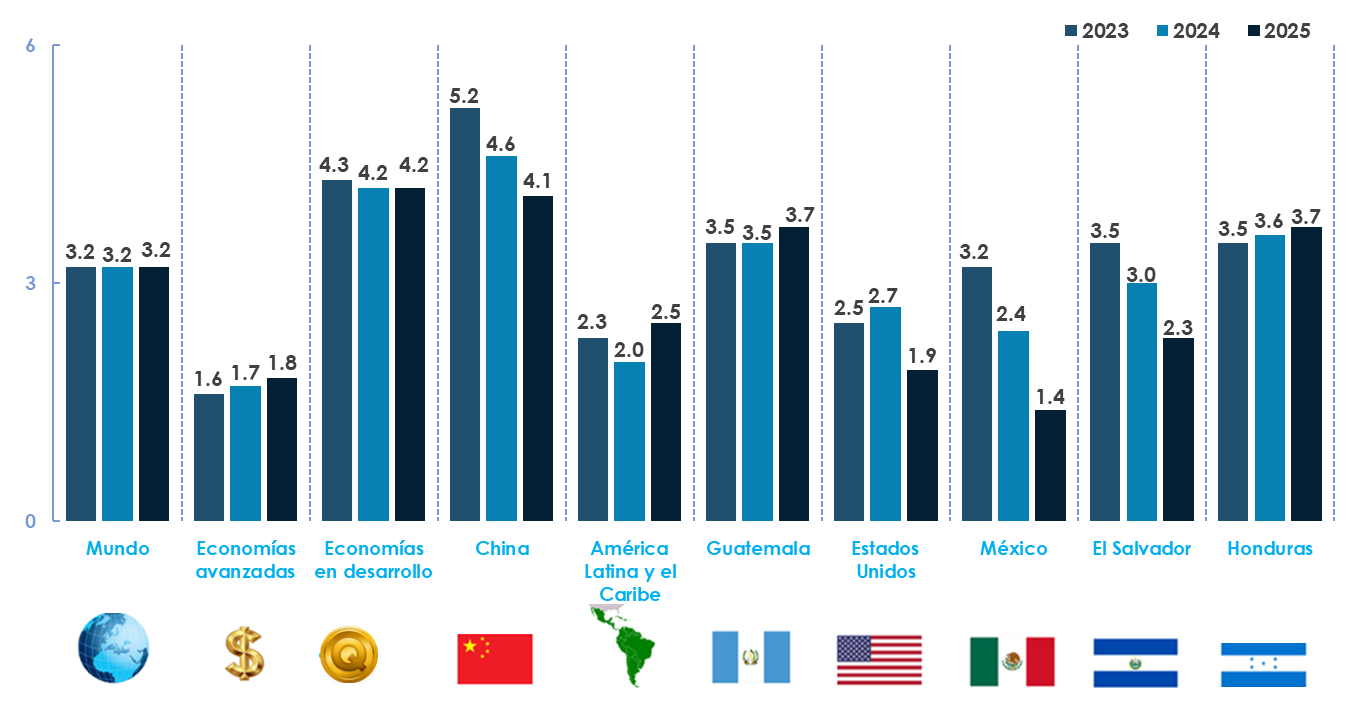 2023 2024 2025
6
3
0
3.2 3.2 3.2
1.6 1.7 1.8
4.3 4.2 4.2
5.2 4.6 4.1
2.3 2.0 2.5
3.5 3.5 3.7
2.5 2.7 1.9
3.2 2.4 1.4
3.5 3.0 2.3
3.5 3.6 3.7
Mundo
Economías
avanzadas
Economías
en desarrollo
China
América
Latina y el
Caribe
Guatemala
Estados
Unidos
México
El Salvador
Honduras
Q